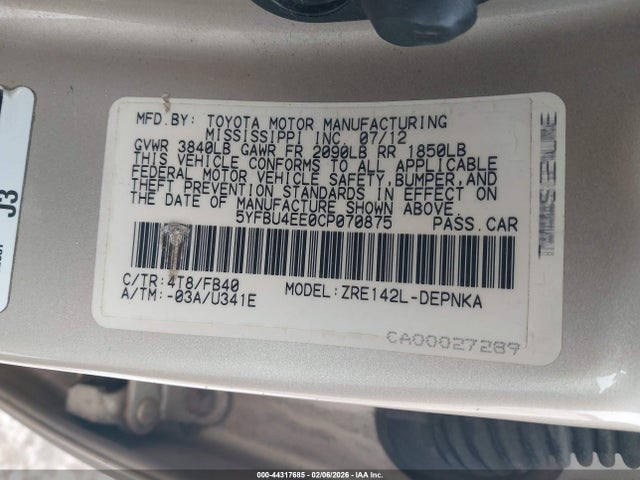 MFD.BY: TOYOTA MOTOR MANUFACTURING
MISSISSIPPI INC. 07/12
GVWR 3840LB GAWR FR 2090LB RR 1850LB
THIS VEHICLE CONFORMS TO ALL APPLICABLE
FEDERAL MOTOR VEHICLE SAFETY,BUMPER,AND
THEFT PREVENTION STANDARDS IN EFFECT ON
THE DATE OF MANUFACTURE SHOWN ABOVE.
5YFBU4EE0CP070875 PASS.CAR
C/TR:4T8/FB40 MODEL:ZRE142L-DEPNKA
A/TM:-03A/U341E
CA00027289
J3
000-44317685 - 02/06/2026 - IAA Inc.